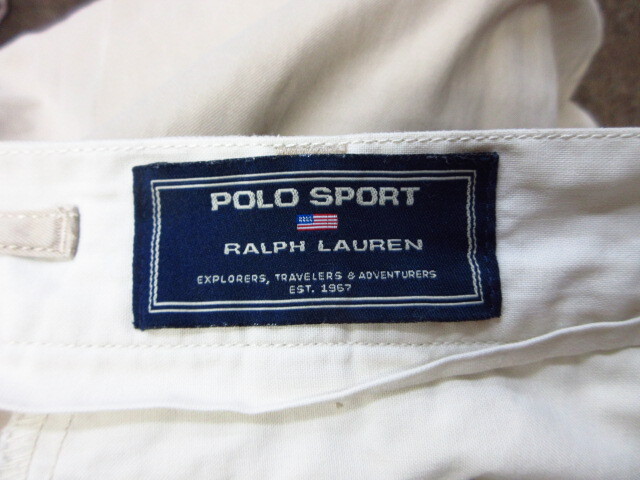 POLO SPORT
RALPH LAUREN
EXPLORERS, TRAVELERS & ADVENTURERS
EST. 1967